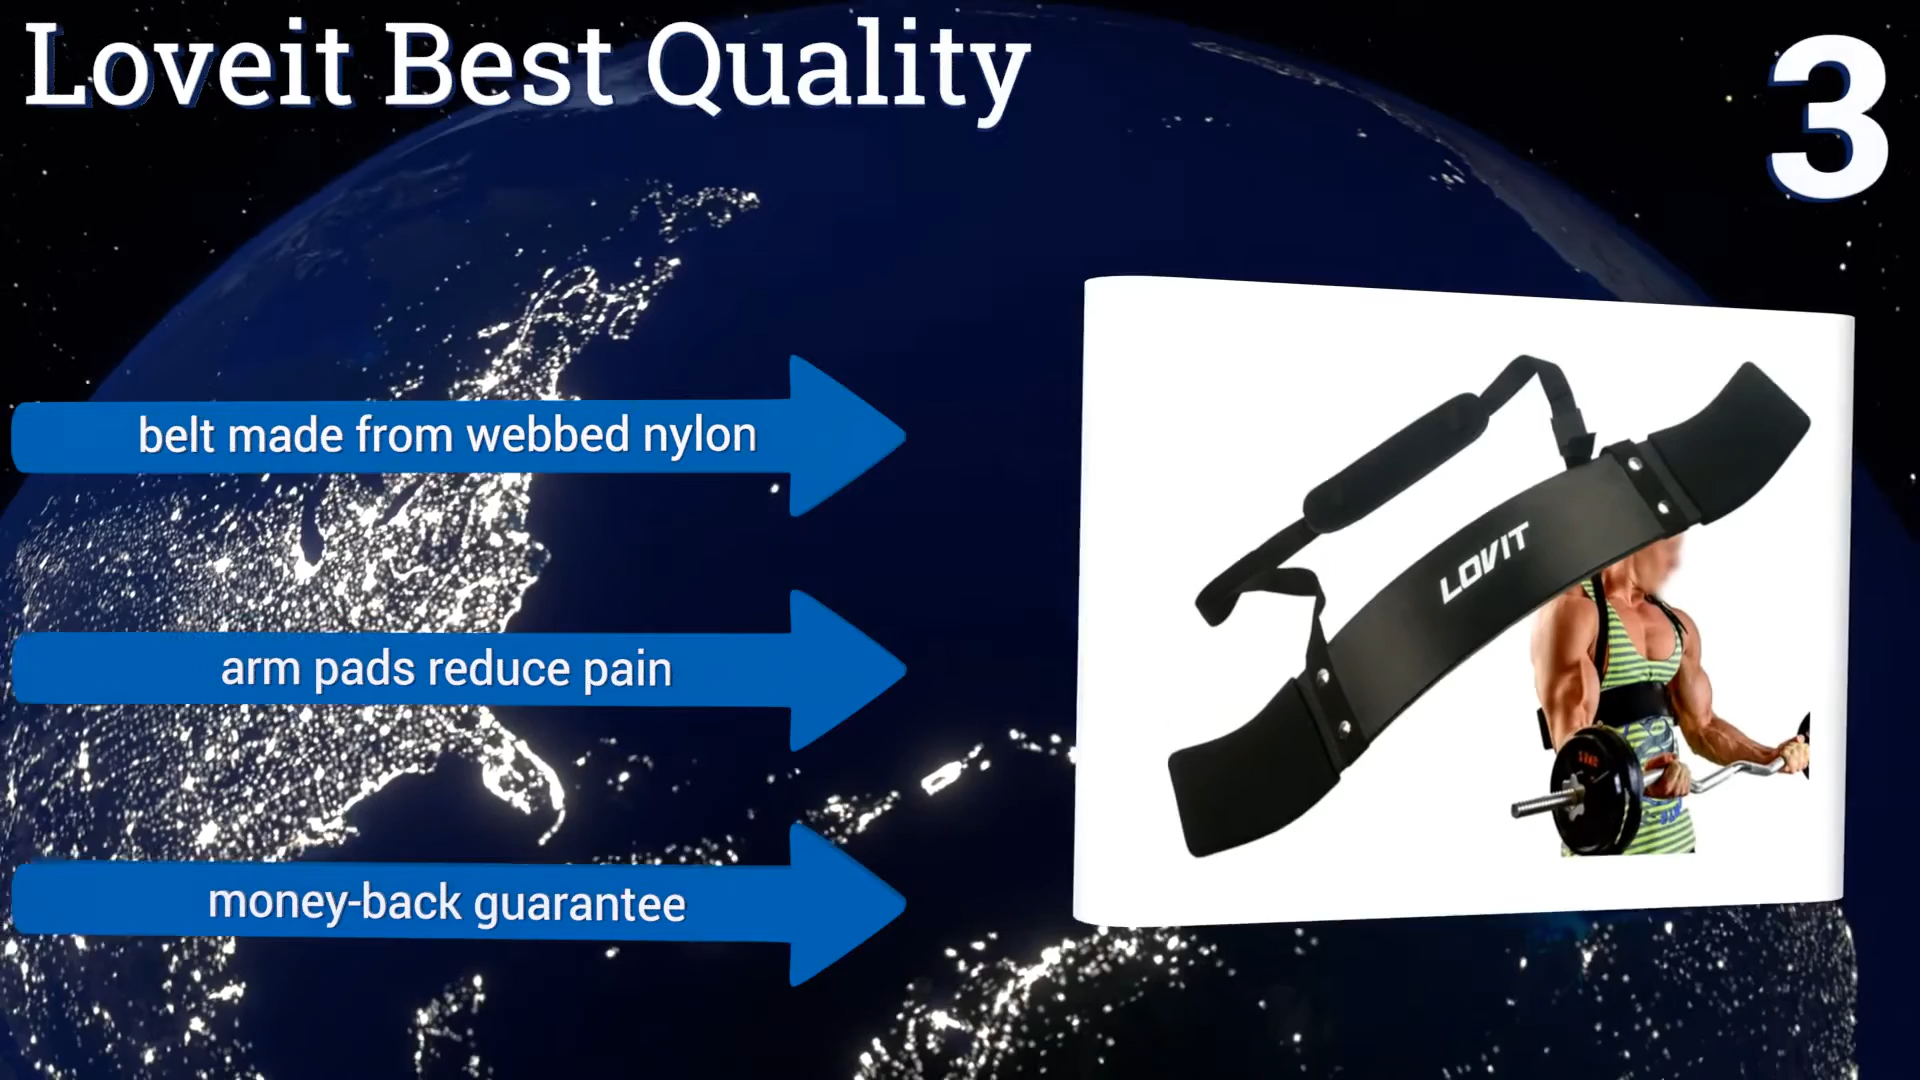 Loveit Best Quality
3
belt made from webbed nylon
LOVIT
arm pads reduce pain
money-back guarantee